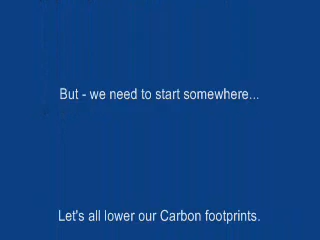 But - we need to start somewhere...
Let's all lower our Carbon footprints.